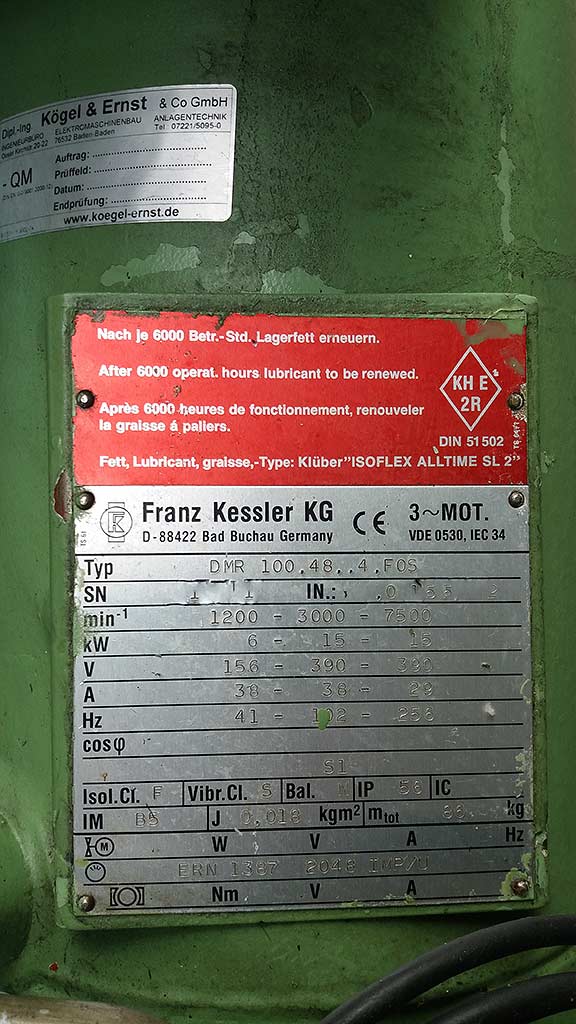 Dipl.-Ing Kögel & Ernst & Co GmbH
INGENIEURBÜRO ELEKTROMASCHINENBAU ANLAGENTECHNIK
20-22 76532 Baden-Baden Tel : 07221/5095-0
- QM
Auftrag:
Prüffeld:
Datum:
Endprüfung:
www.koegel-ernst.de
Nach je 6000 Betr.-Std. Lagerfett erneuern.
After 6000 operat. hours lubricant to be renewed.
Après 6000 heures de fonctionnement, renouveler
la graisse á paliers.
KH E
2R
DIN 51 502
Fett, Lubricant, graisse,-Type: Klüber "ISOFLEX ALLTIME SL 2"
Franz Kessler KG CE 3~MOT.
D-88422 Bad Buchau Germany VDE 0530, IEC 34
Typ DMR 100.48..4.FOS
SN IN.:
min-1 1200 - 3000 - 7500
kW 6 - 15 - 15
V 156 - 390 - 390
A 38 - 38 - 29
Hz 41 - 102 - 256
cosφ
S1
Isol.Cl. F Vibr.Cl. S Bal. IP 56 IC
IM B5 J 0,018 kgm² mtot 86. kg
M W V A Hz
ERN 1387 2048 IMP/U
Nm V A